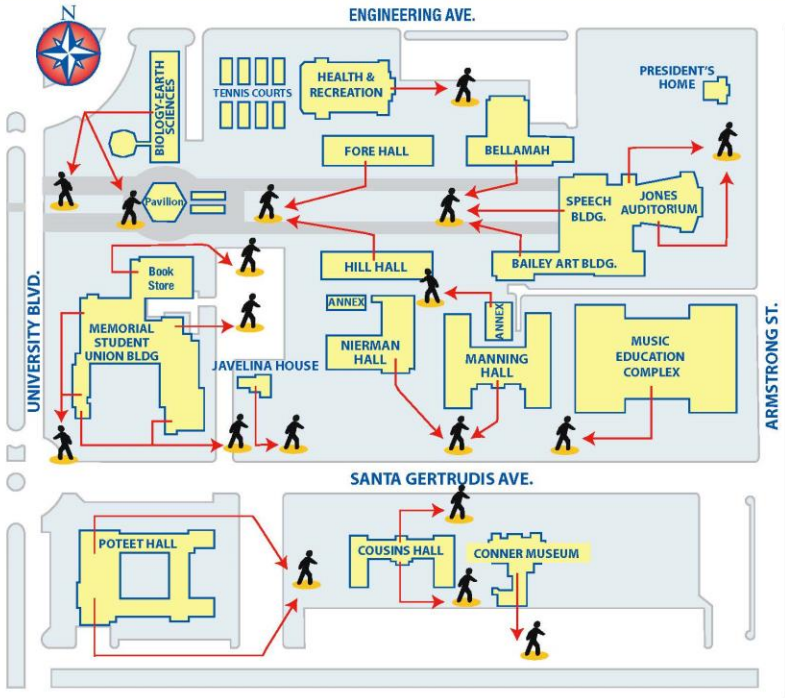 N
ENGINEERING AVE.
BIOLOGY-EARTH
SCIENCES
TENNIS COURTS
HEALTH &
RECREATION
PRESIDENT'S
HOME
FORE HALL
BELLAMAH
Pavilion
SPEECH
BLDG.
JONES
AUDITORIUM
HILL HALL
BAILEY ART BLDG.
Book
Store
UNIVERSITY BLVD.
MEMORIAL
STUDENT
UNION BLDG
ANNEX
NIERMAN
HALL
ANNEX
MANNING
HALL
MUSIC
EDUCATION
COMPLEX
ARMSTRONG ST.
JAVELINA HOUSE
SANTA GERTRUDIS AVE.
POTEET HALL
COUSINS HALL
CONNER MUSEUM